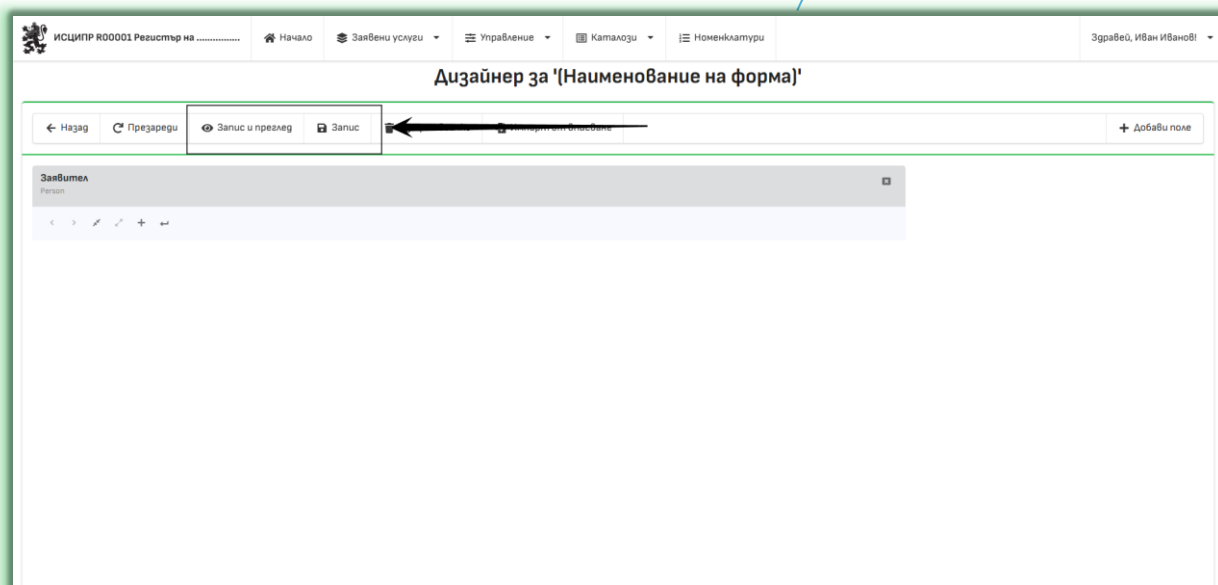 ИСЦИПР R00001 Регистър на ................ Начало Заявени услуги Управление Каталози Номенклатури Здравей, Иван Иванов!
Дизайнер за '(Наименование на форма)'
Назад Презареди Запис и преглед Запис Добави поле
Заявител
Person